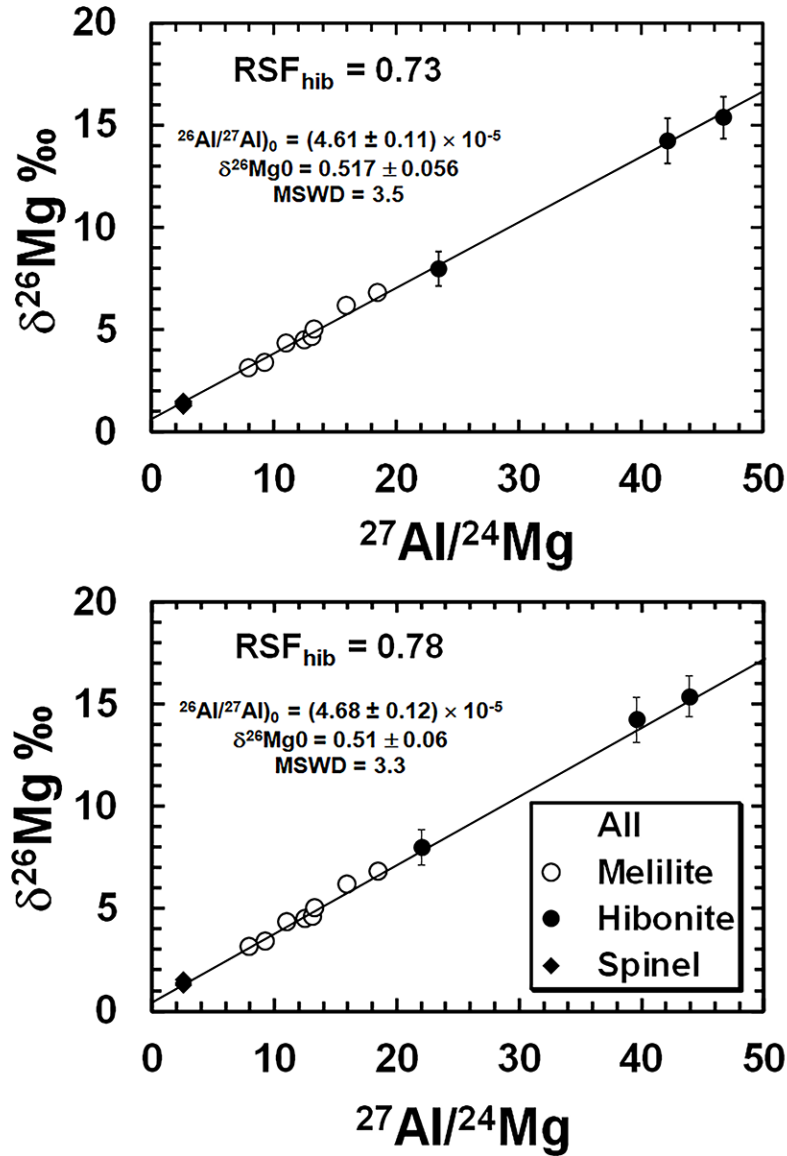 20
RSFhib = 0.73
15
²⁶Al/²⁷Al)₀ = (4.61 ± 0.11) × 10⁻⁵
δ²⁶Mg0 = 0.517 ± 0.056
MSWD = 3.5
δ²⁶Mg ‰
10
5
0
0 10 20 30 40 50
²⁷Al/²⁴Mg
20
RSFhib = 0.78
15
²⁶Al/²⁷Al)₀ = (4.68 ± 0.12) × 10⁻⁵
δ²⁶Mg0 = 0.51 ± 0.06
MSWD = 3.3
δ²⁶Mg ‰
10
All
Melilite
5
Hibonite
Spinel
0
0 10 20 30 40 50
²⁷Al/²⁴Mg